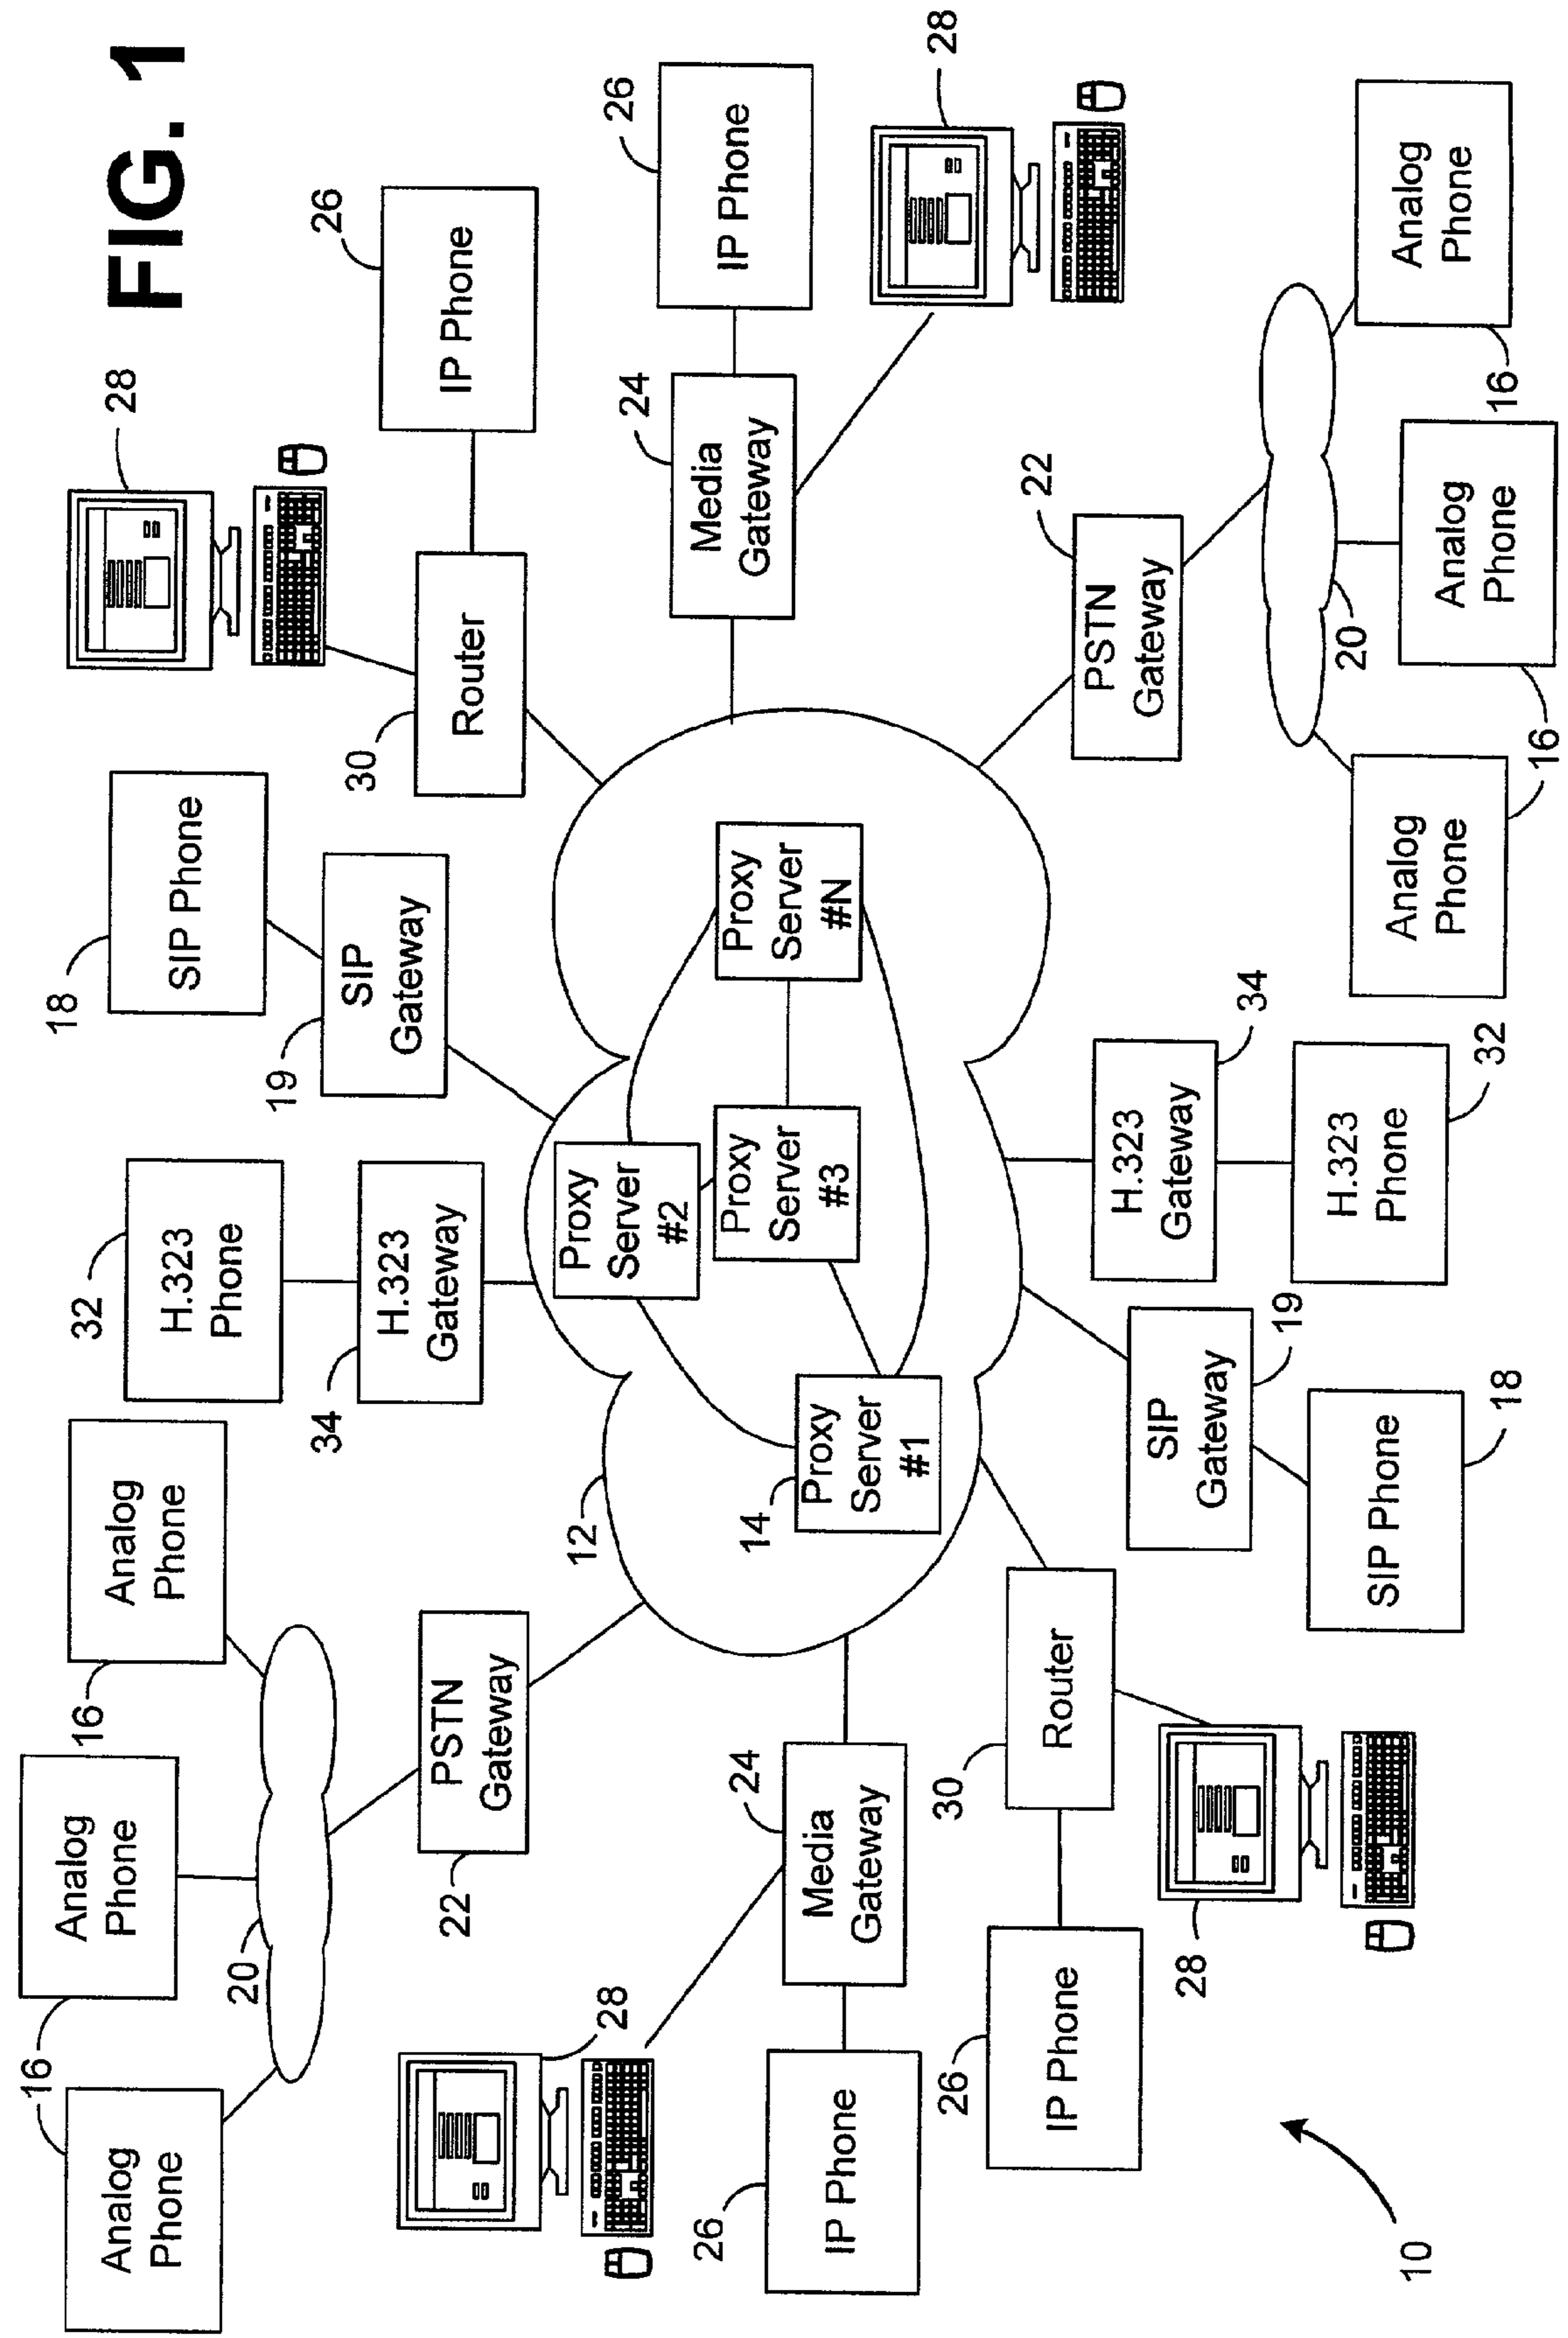 FIG. 1
Analog
Phone
16
Analog
Phone
16
Analog
Phone
20
22
PSTN
Gateway
32
H.323
Phone
34
H.323
Gateway
18
SIP Phone
19
SIP
Gateway
28
30
Router
26
IP Phone
28
24
Media
Gateway
26
IP Phone
12
14
Proxy
Server
#1
Proxy
Server
#2
Proxy
Server
#3
Proxy
Server
#N
24
Media
Gateway
26
IP Phone
28
30
Router
26
IP Phone
28
SIP
Gateway
19
SIP Phone
18
H.323
Gateway
34
H.323
Phone
32
22
PSTN
Gateway
20
Analog
Phone
16
Analog
Phone
16
Analog
Phone
10